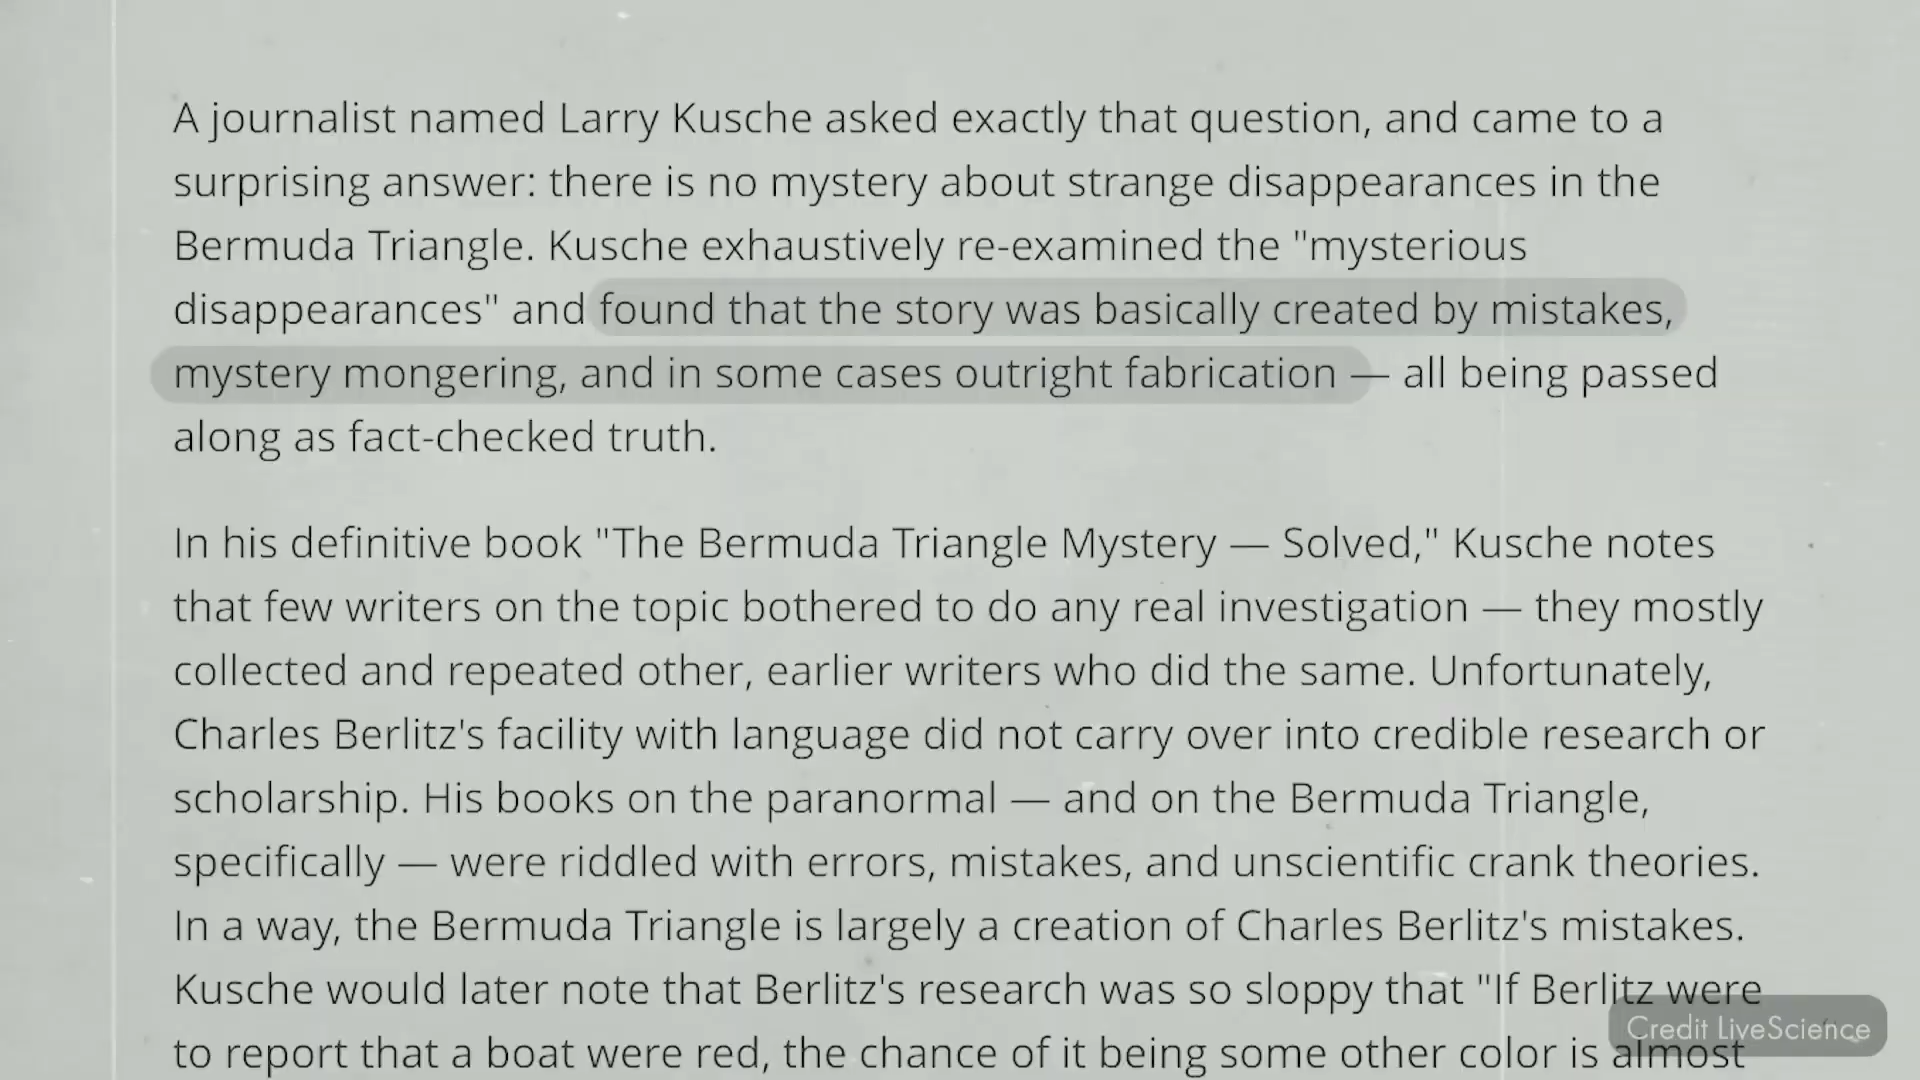 A journalist named Larry Kusche asked exactly that question, and came to a
surprising answer: there is no mystery about strange disappearances in the
Bermuda Triangle. Kusche exhaustively re-examined the "mysterious
disappearances" and found that the story was basically created by mistakes,
mystery mongering, and in some cases outright fabrication — all being passed
along as fact-checked truth.
In his definitive book "The Bermuda Triangle Mystery — Solved," Kusche notes
that few writers on the topic bothered to do any real investigation — they mostly
collected and repeated other, earlier writers who did the same. Unfortunately,
Charles Berlitz's facility with language did not carry over into credible research or
scholarship. His books on the paranormal — and on the Bermuda Triangle,
specifically — were riddled with errors, mistakes, and unscientific crank theories.
In a way, the Bermuda Triangle is largely a creation of Charles Berlitz's mistakes.
Kusche would later note that Berlitz's research was so sloppy that "If Berlitz were
to report that a boat were red, the chance of it being some other color is almost
Credit LiveScience